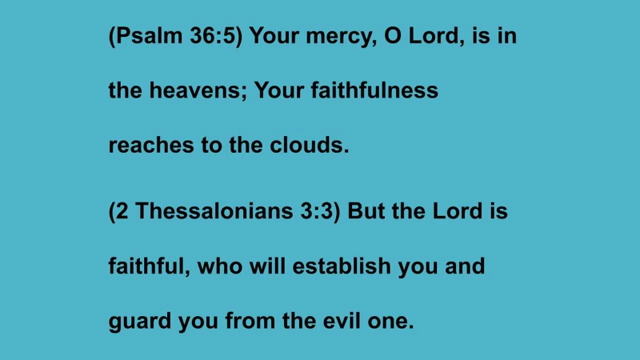 (Psalm 36:5) Your mercy, O Lord, is in
the heavens; Your faithfulness
reaches to the clouds.
(2 Thessalonians 3:3) But the Lord is
faithful, who will establish you and
guard you from the evil one.